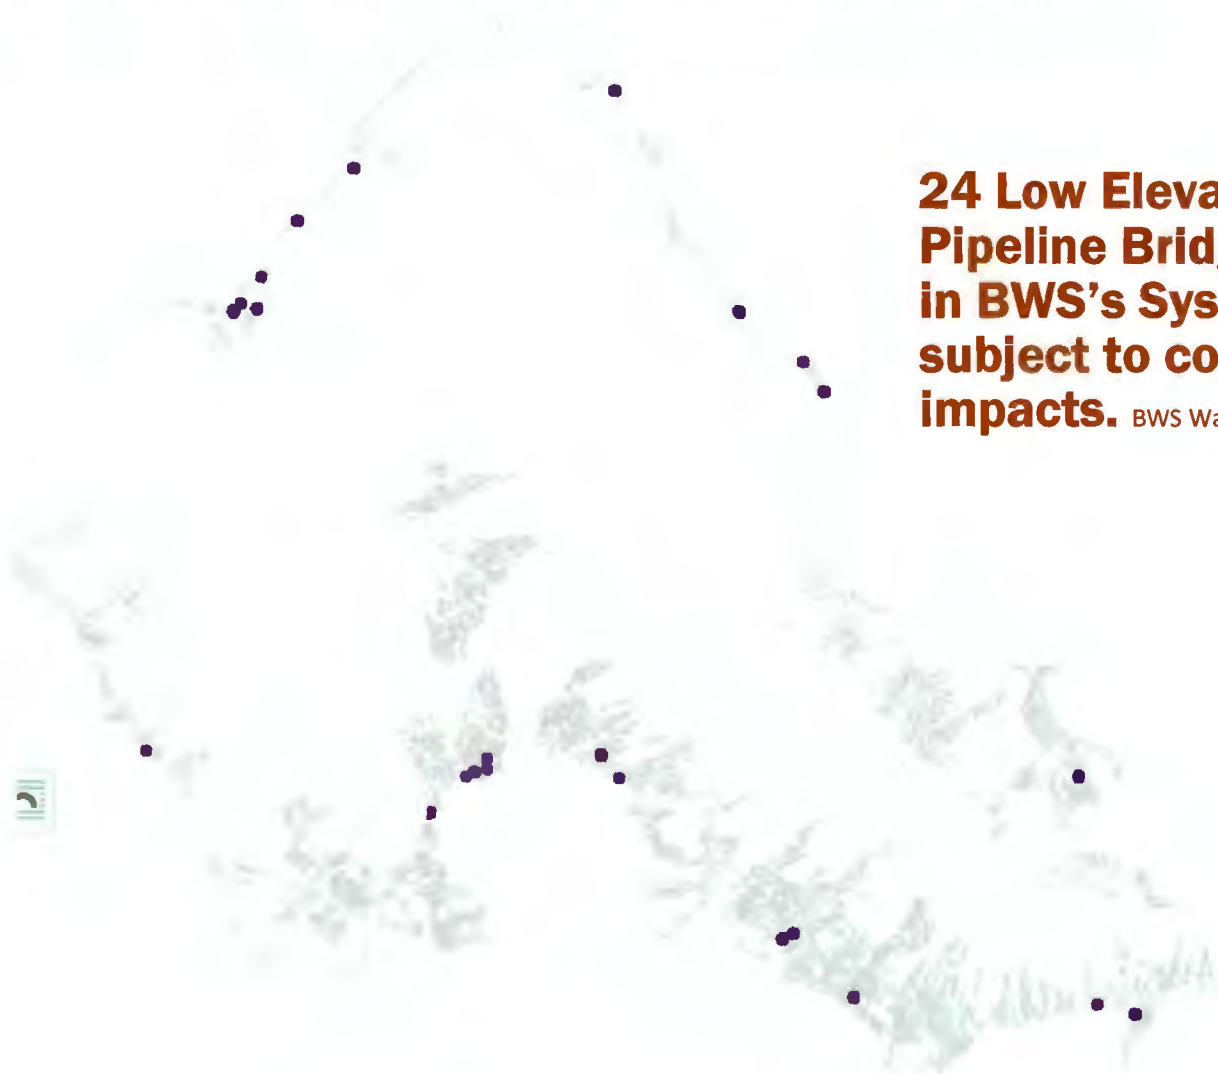 24 Low Eleva
Pipeline Brid
in BWS's Sys
subject to co
impacts. BWS Wa